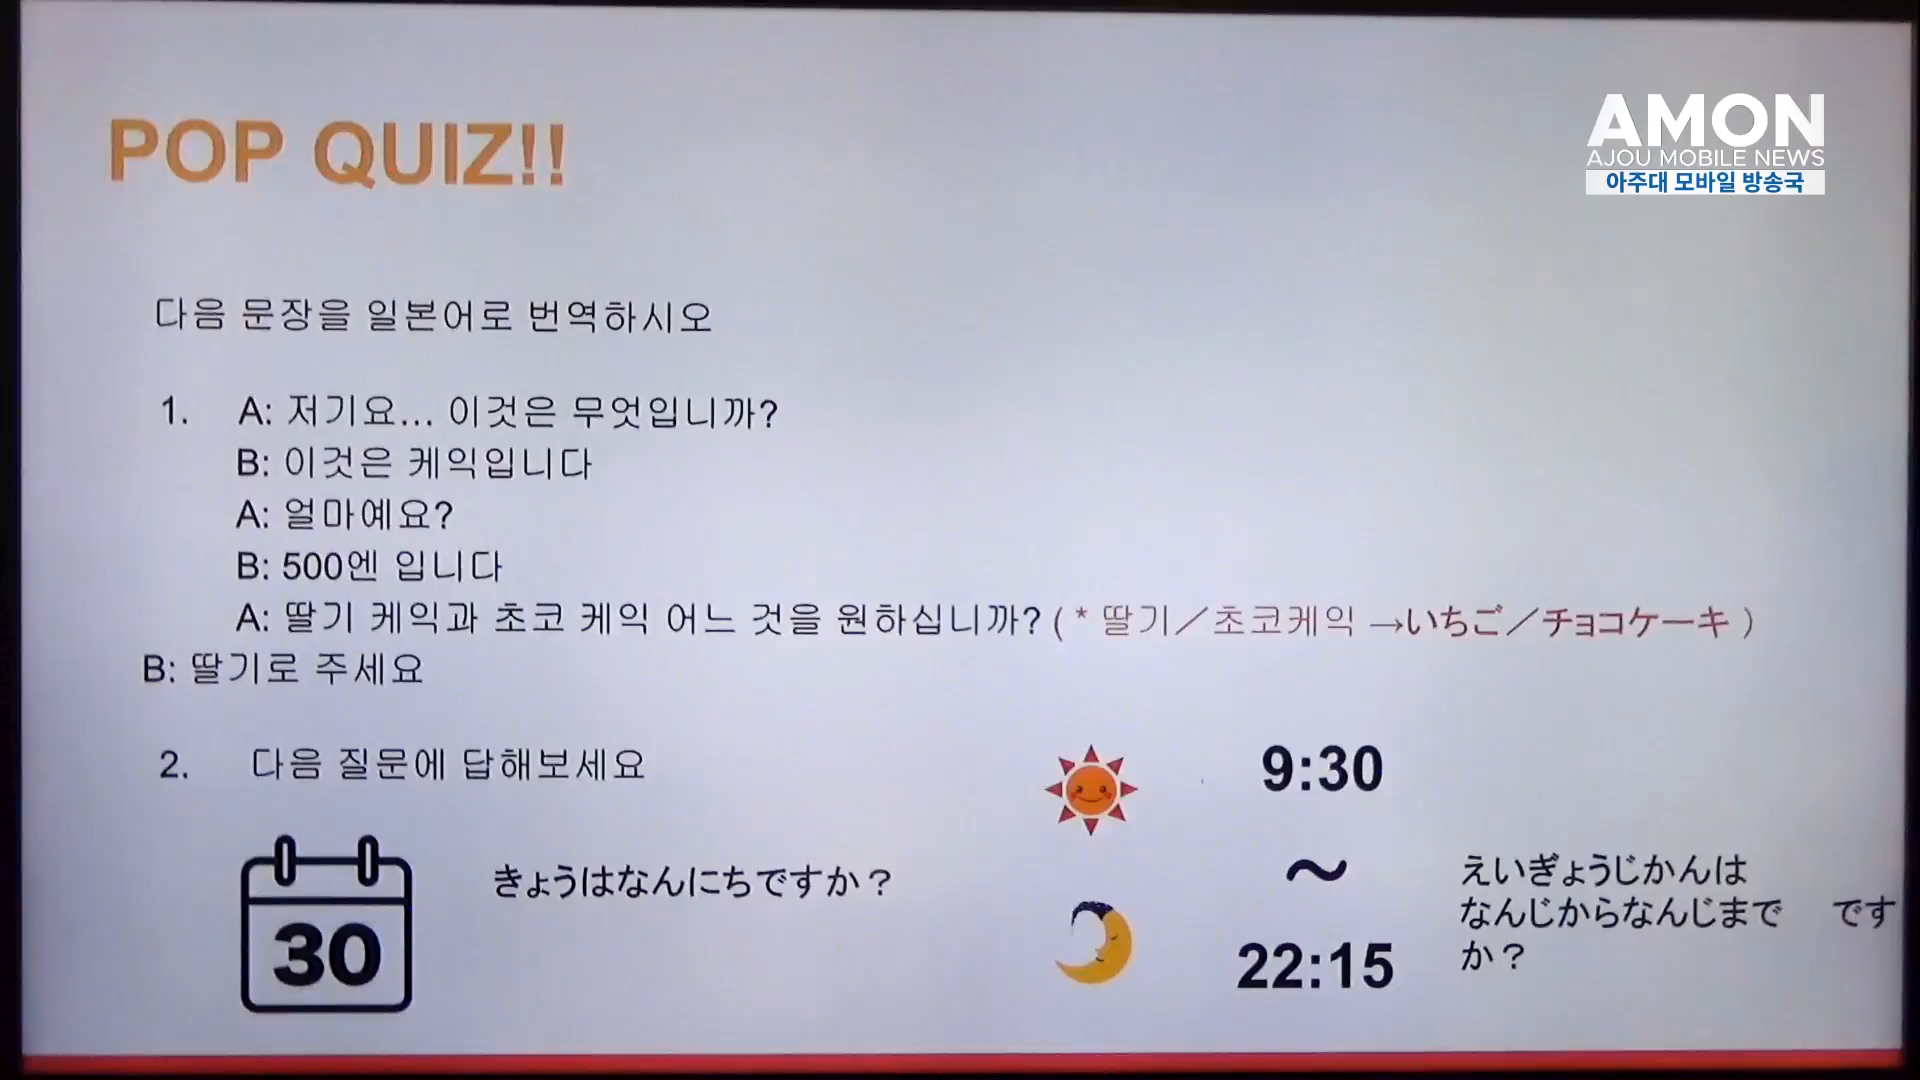 POP QUIZ!!
AMON
AJOU MOBILE NEWS
아주대 모바일 방송국
다음 문장을 일본어로 번역하시오
1. A: 저기요... 이것은 무엇입니까?
B: 이것은 케익입니다
A: 얼마예요?
B: 500엔 입니다
A: 딸기 케익과 초코 케익 어느 것을 원하십니까? ( * 딸기／초코케익 →いちご／チョコケーキ )
B: 딸기로 주세요
2. 다음 질문에 답해보세요
30
きょうはなんにちですか？
9:30
～
22:15
えいぎょうじかんは
なんじからなんじまで です
か？